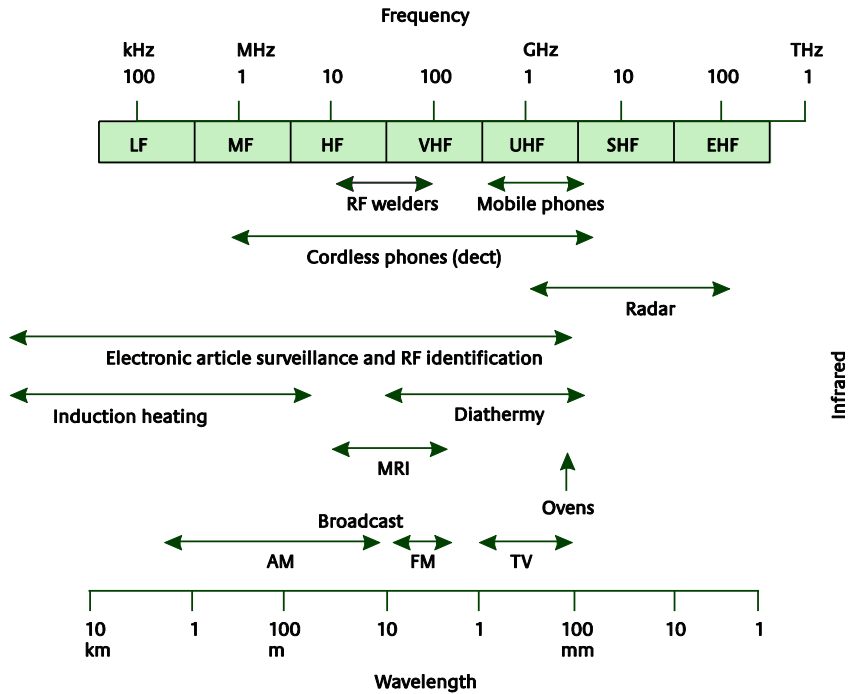 Frequency
kHz MHz GHz THz
100 1 10 100 1 10 100 1
LF MF HF VHF UHF SHF EHF
RF welders Mobile phones
Cordless phones (dect)
Radar
Electronic article surveillance and RF identification
Infrared
Induction heating Diathermy
MRI
Ovens
Broadcast
AM FM TV
10 1 100 10 1 100 10 1
km m mm
Wavelength